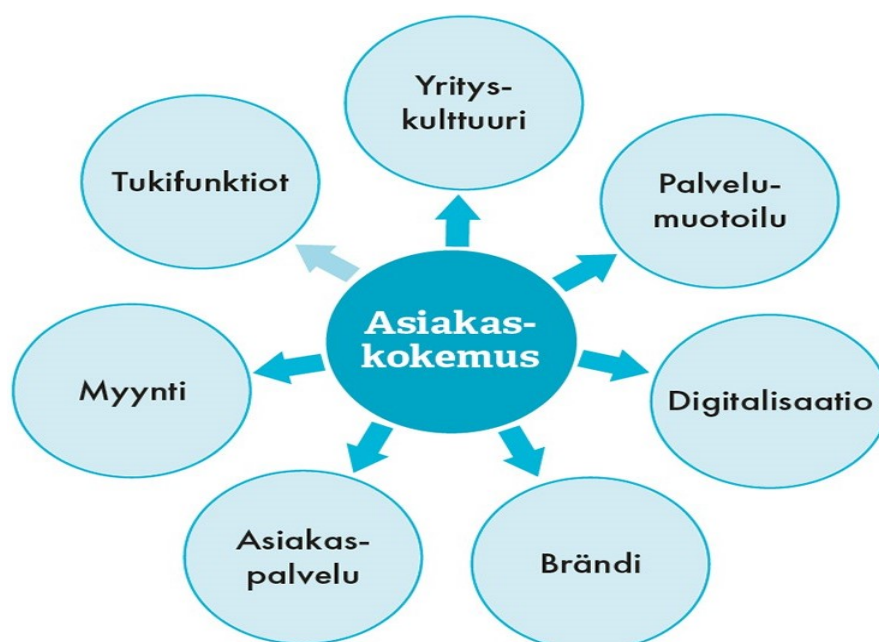 Yritys-
kulttuuri
Tukifunktiot
Palvelu-
muotoilu
Asiakas-
kokemus
Myynti
Digitalisaatio
Asiakas-
palvelu
Brändi